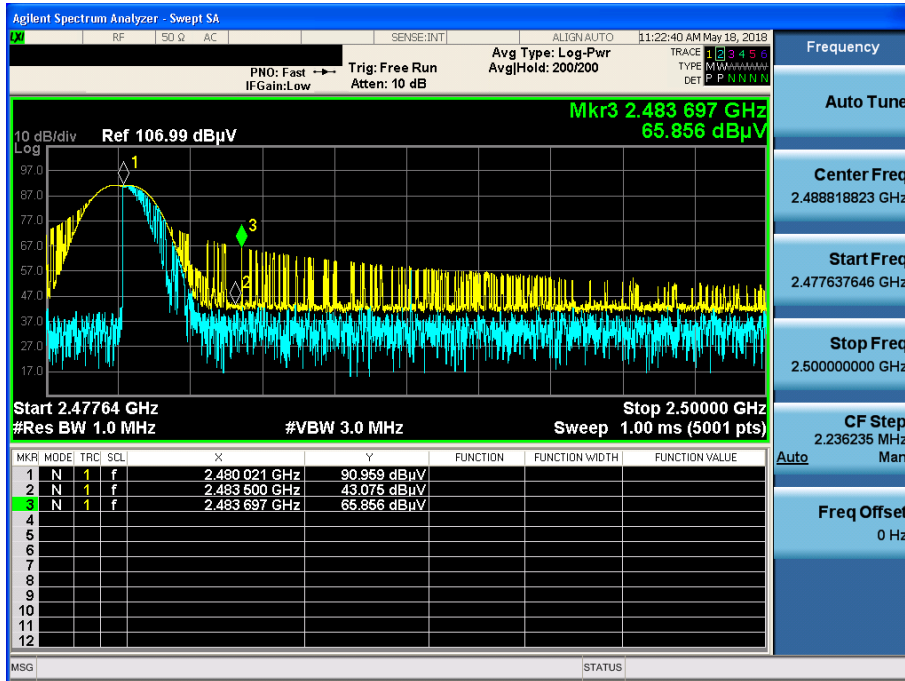 Agilent Spectrum Analyzer - Swept SA
LXI RF 50 Ω AC SENSE:INT ALIGN AUTO 11:22:40 AM May 18, 2018
PNO: Fast Trig: Free Run Avg Type: Log-Pwr TRACE 1 2 3 4 5 6
IFGain:Low Atten: 10 dB Avg|Hold: 200/200 TYPE M W
DET P P N N N N
Mkr3 2.483 697 GHz
65.856 dBµV
10 dB/div Ref 106.99 dBµV
Log
97.0
87.0
77.0
67.0
57.0
47.0
37.0
27.0
17.0
1
3
2
Start 2.47764 GHz Stop 2.50000 GHz
#Res BW 1.0 MHz #VBW 3.0 MHz Sweep 1.00 ms (5001 pts)
MKR MODE TRC SCL X Y FUNCTION FUNCTION WIDTH FUNCTION VALUE
1 N 1 f 2.480 021 GHz 90.959 dBµV
2 N 1 f 2.483 500 GHz 43.075 dBµV
3 N 1 f 2.483 697 GHz 65.856 dBµV
4
5
6
7
8
9
10
11
12
MSG STATUS
Frequency
Auto Tune
Center Freq
2.488818823 GHz
Start Freq
2.477637646 GHz
Stop Freq
2.500000000 GHz
CF Step
2.236235 MHz
Auto Man
Freq Offset
0 Hz